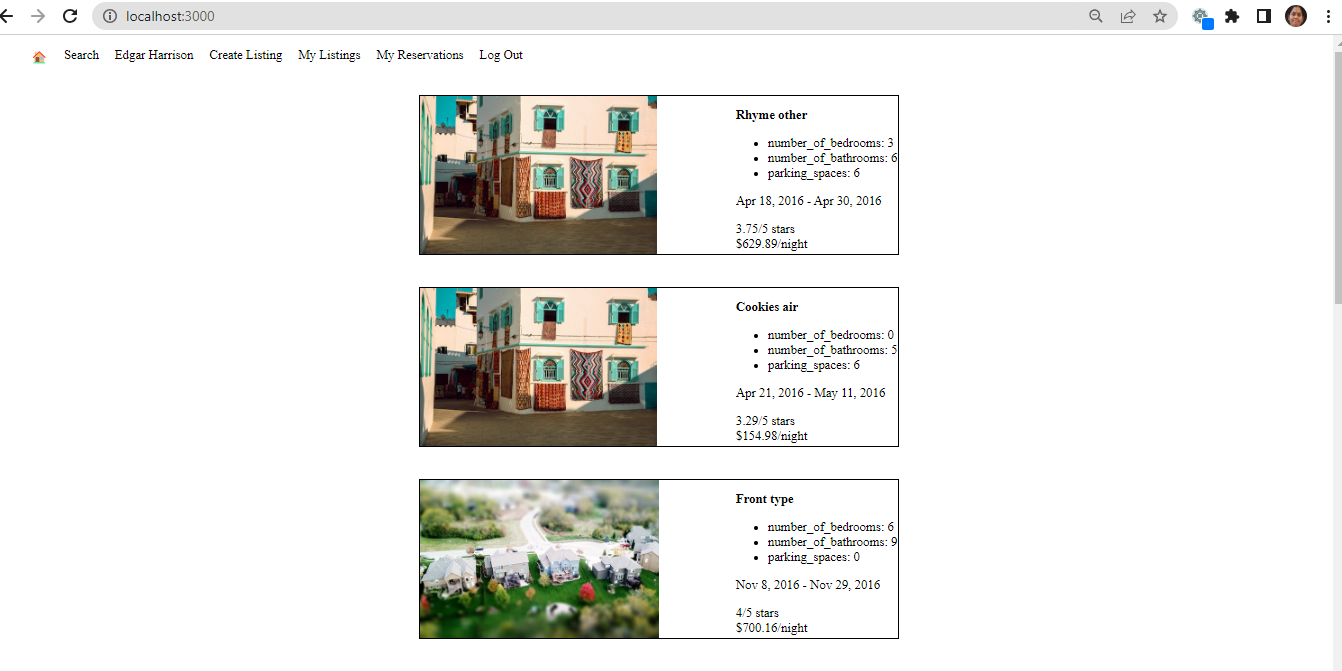 localhost:3000
Search Edgar Harrison Create Listing My Listings My Reservations Log Out
Rhyme other
number_of_bedrooms: 3
number_of_bathrooms: 6
parking_spaces: 6
Apr 18, 2016 - Apr 30, 2016
3.75/5 stars
$629.89/night
Cookies air
number_of_bedrooms: 0
number_of_bathrooms: 5
parking_spaces: 6
Apr 21, 2016 - May 11, 2016
3.29/5 stars
$154.98/night
Front type
number_of_bedrooms: 6
number_of_bathrooms: 9
parking_spaces: 0
Nov 8, 2016 - Nov 29, 2016
4/5 stars
$700.16/night